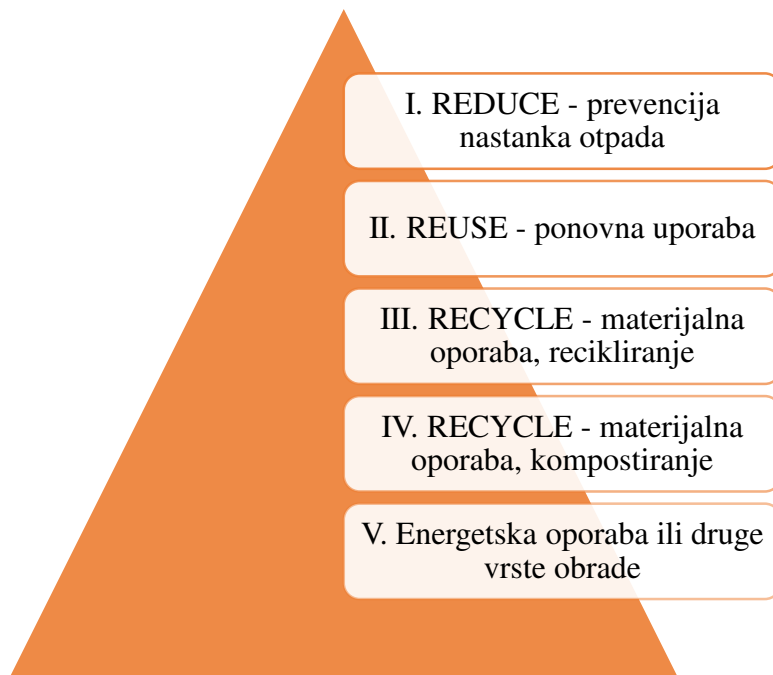 I. REDUCE - prevencija
nastanka otpada
II. REUSE - ponovna uporaba
III. RECYCLE - materijalna
oporaba, recikliranje
IV. RECYCLE - materijalna
oporaba, kompostiranje
V. Energetska oporaba ili druge
vrste obrade